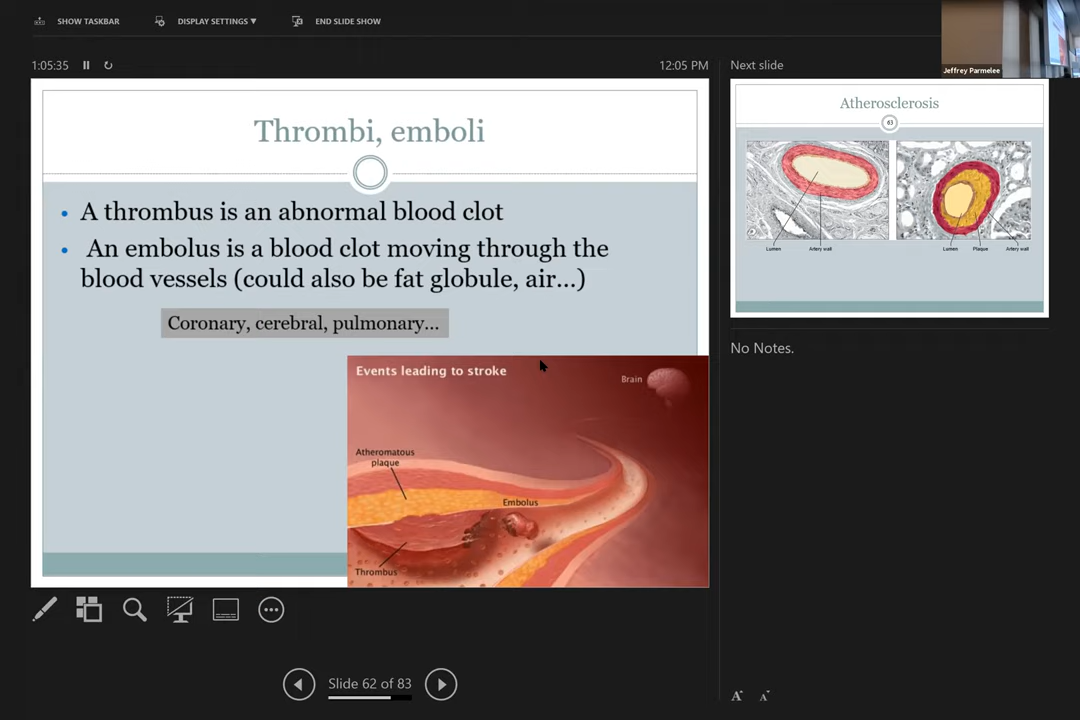 SHOW TASKBAR
DISPLAY SETTINGS ▼
END SLIDE SHOW
Jeffrey Parmelee
1:05:35
12:05 PM
Next slide
Thrombi, emboli
• A thrombus is an abnormal blood clot
• An embolus is a blood clot moving through the
blood vessels (could also be fat globule, air...)
Coronary, cerebral, pulmonary...
Events leading to stroke
Brain
Atheromatous
plaque
Embolus
Thrombus
Atherosclerosis
63
Lumen
Artery wall
Lumen
Plaque
Artery wall
No Notes.
Slide 62 of 83
A
A